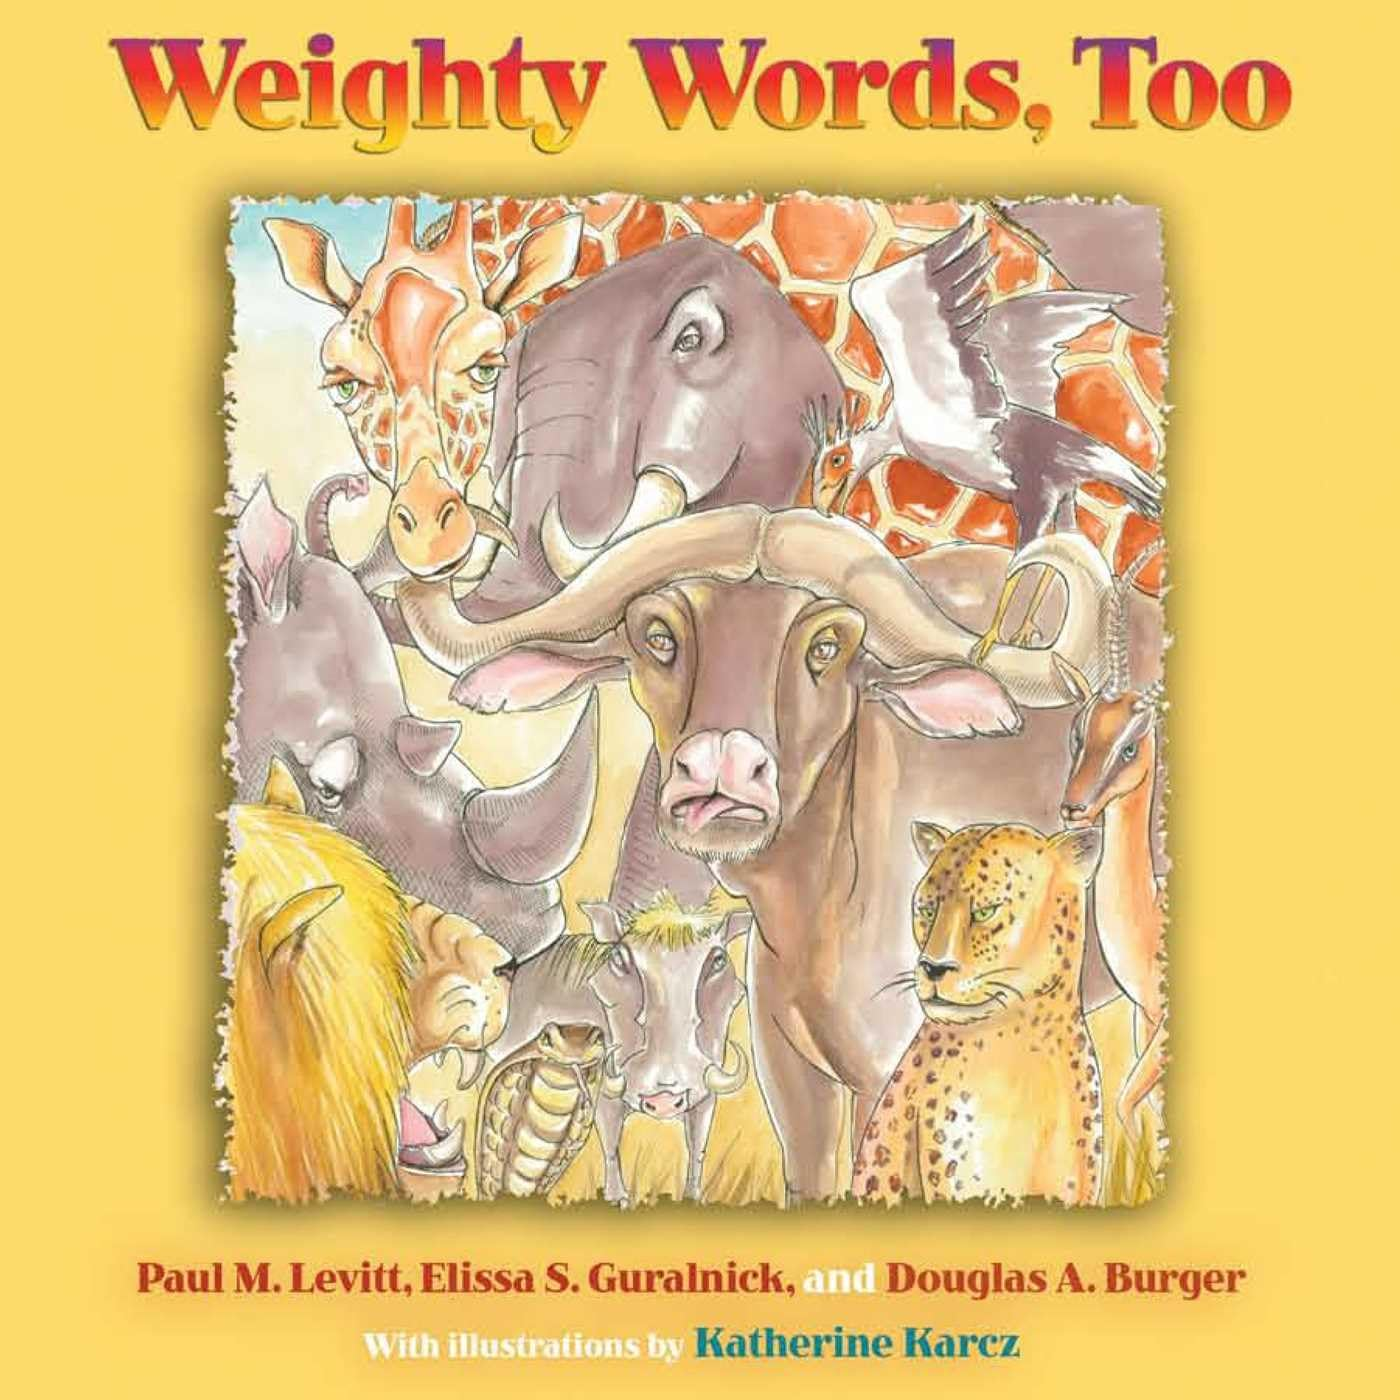 Weighty Words, Too
Paul M. Levitt, Elissa S. Guralnick, and Douglas A. Burger
With illustrations by Katherine Karcz